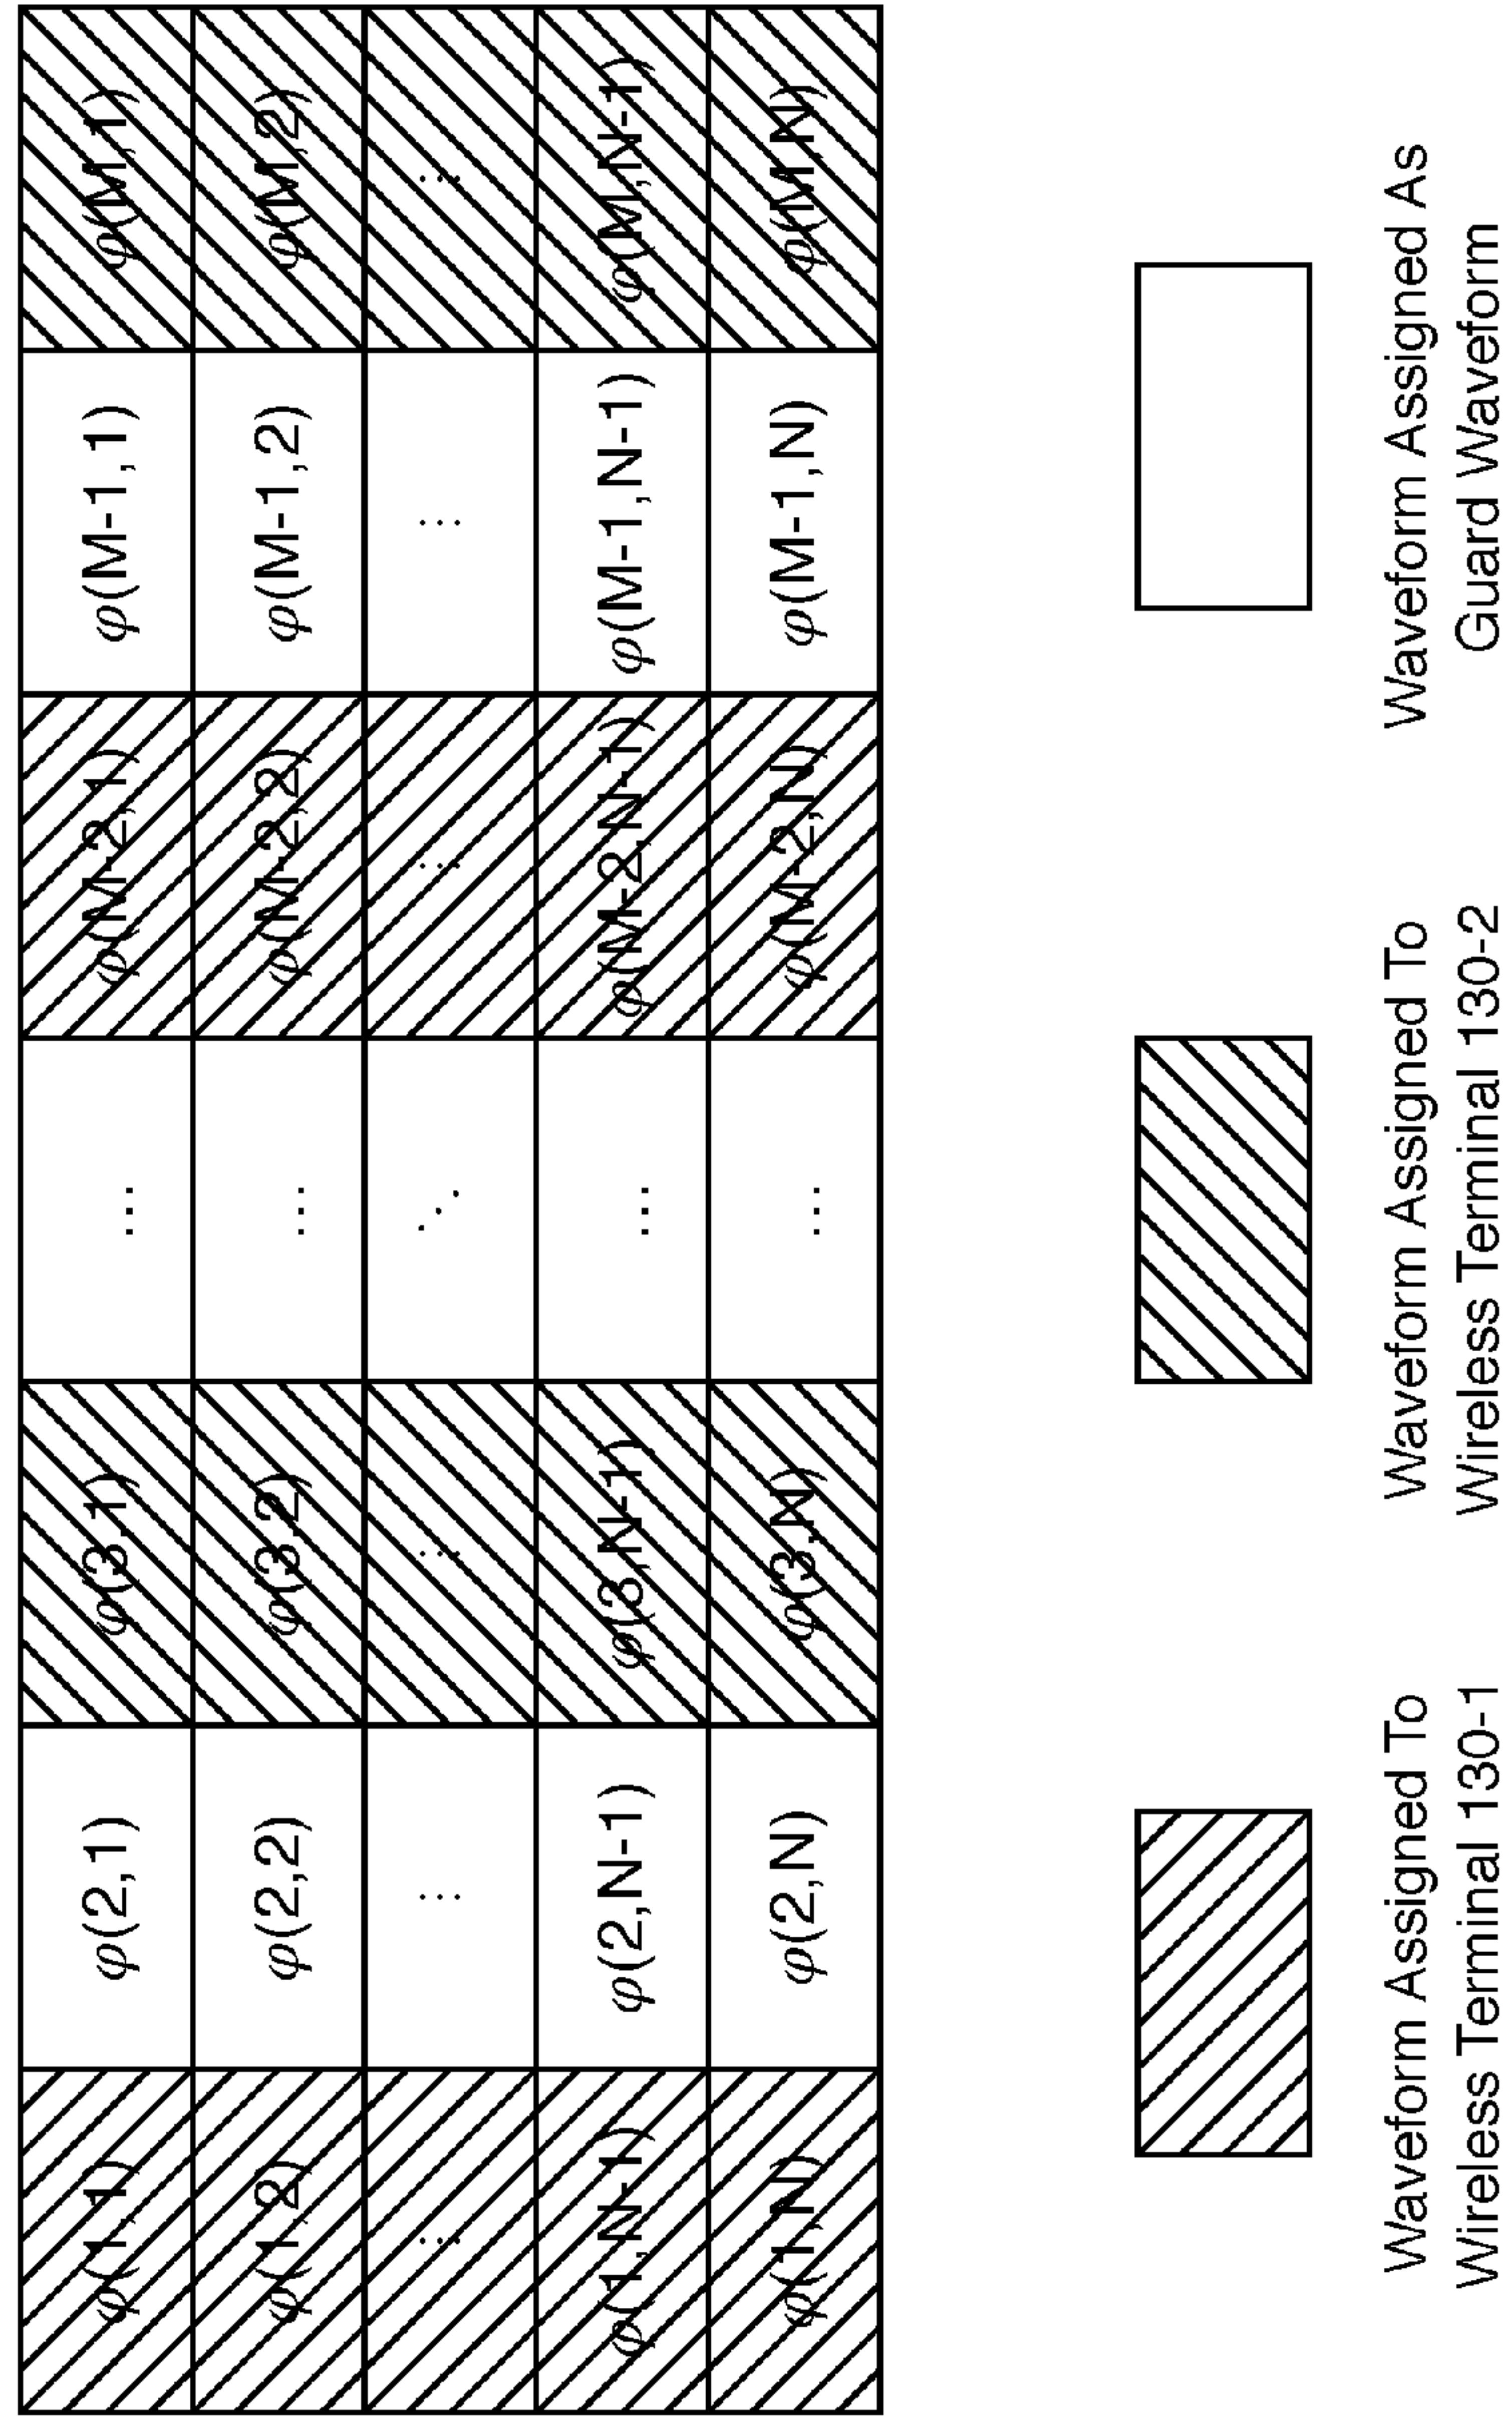 φ(1,1) φ(2,1) φ(3,1) … φ(M-2,1) φ(M-1,1) φ(M,1)
φ(1,2) φ(2,2) φ(3,2) … φ(M-2,2) φ(M-1,2) φ(M,2)
⋮ ⋮ ⋮ ⋱ ⋮ ⋮ ⋮
φ(1,N-1) φ(2,N-1) φ(3,N-1) … φ(M-2,N-1) φ(M-1,N-1) φ(M,N-1)
φ(1,N) φ(2,N) φ(3,N) … φ(M-2,N) φ(M-1,N) φ(M,N)
Waveform Assigned To
Wireless Terminal 130-1
Waveform Assigned To
Wireless Terminal 130-2
Waveform Assigned As
Guard Waveform